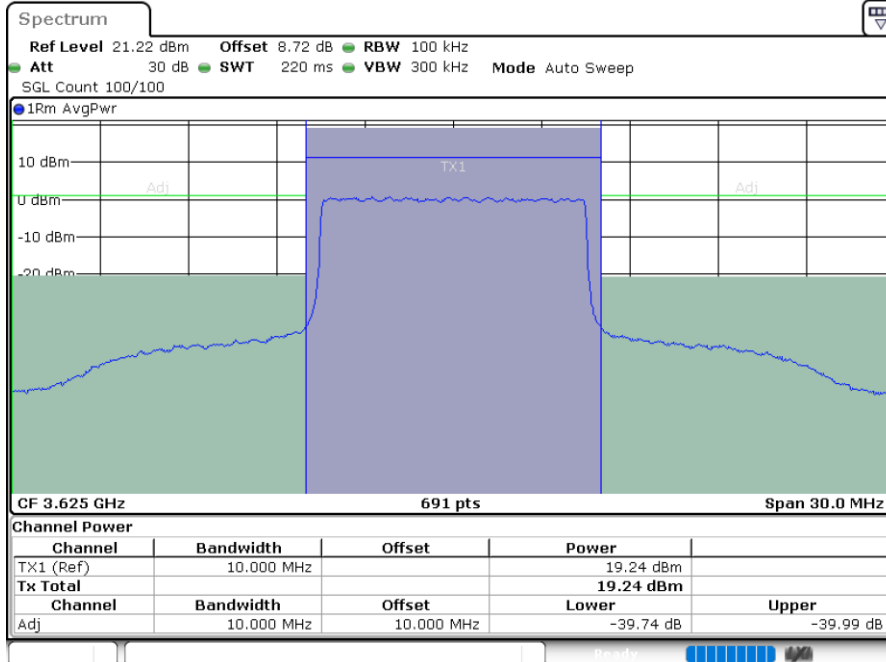 Spectrum
Ref Level 21.22 dBm Offset 8.72 dB RBW 100 kHz
Att 30 dB SWT 220 ms VBW 300 kHz Mode Auto Sweep
SGL Count 100/100
1Rm AvgPwr
10 dBm
TX1
Adj Adj
0 dBm
-10 dBm
-20 dBm
CF 3.625 GHz 691 pts Span 30.0 MHz
Channel Power
Channel Bandwidth Offset Power
TX1 (Ref) 10.000 MHz 19.24 dBm
Tx Total 19.24 dBm
Channel Bandwidth Offset Lower Upper
Adj 10.000 MHz 10.000 MHz -39.74 dB -39.99 dB
Ready